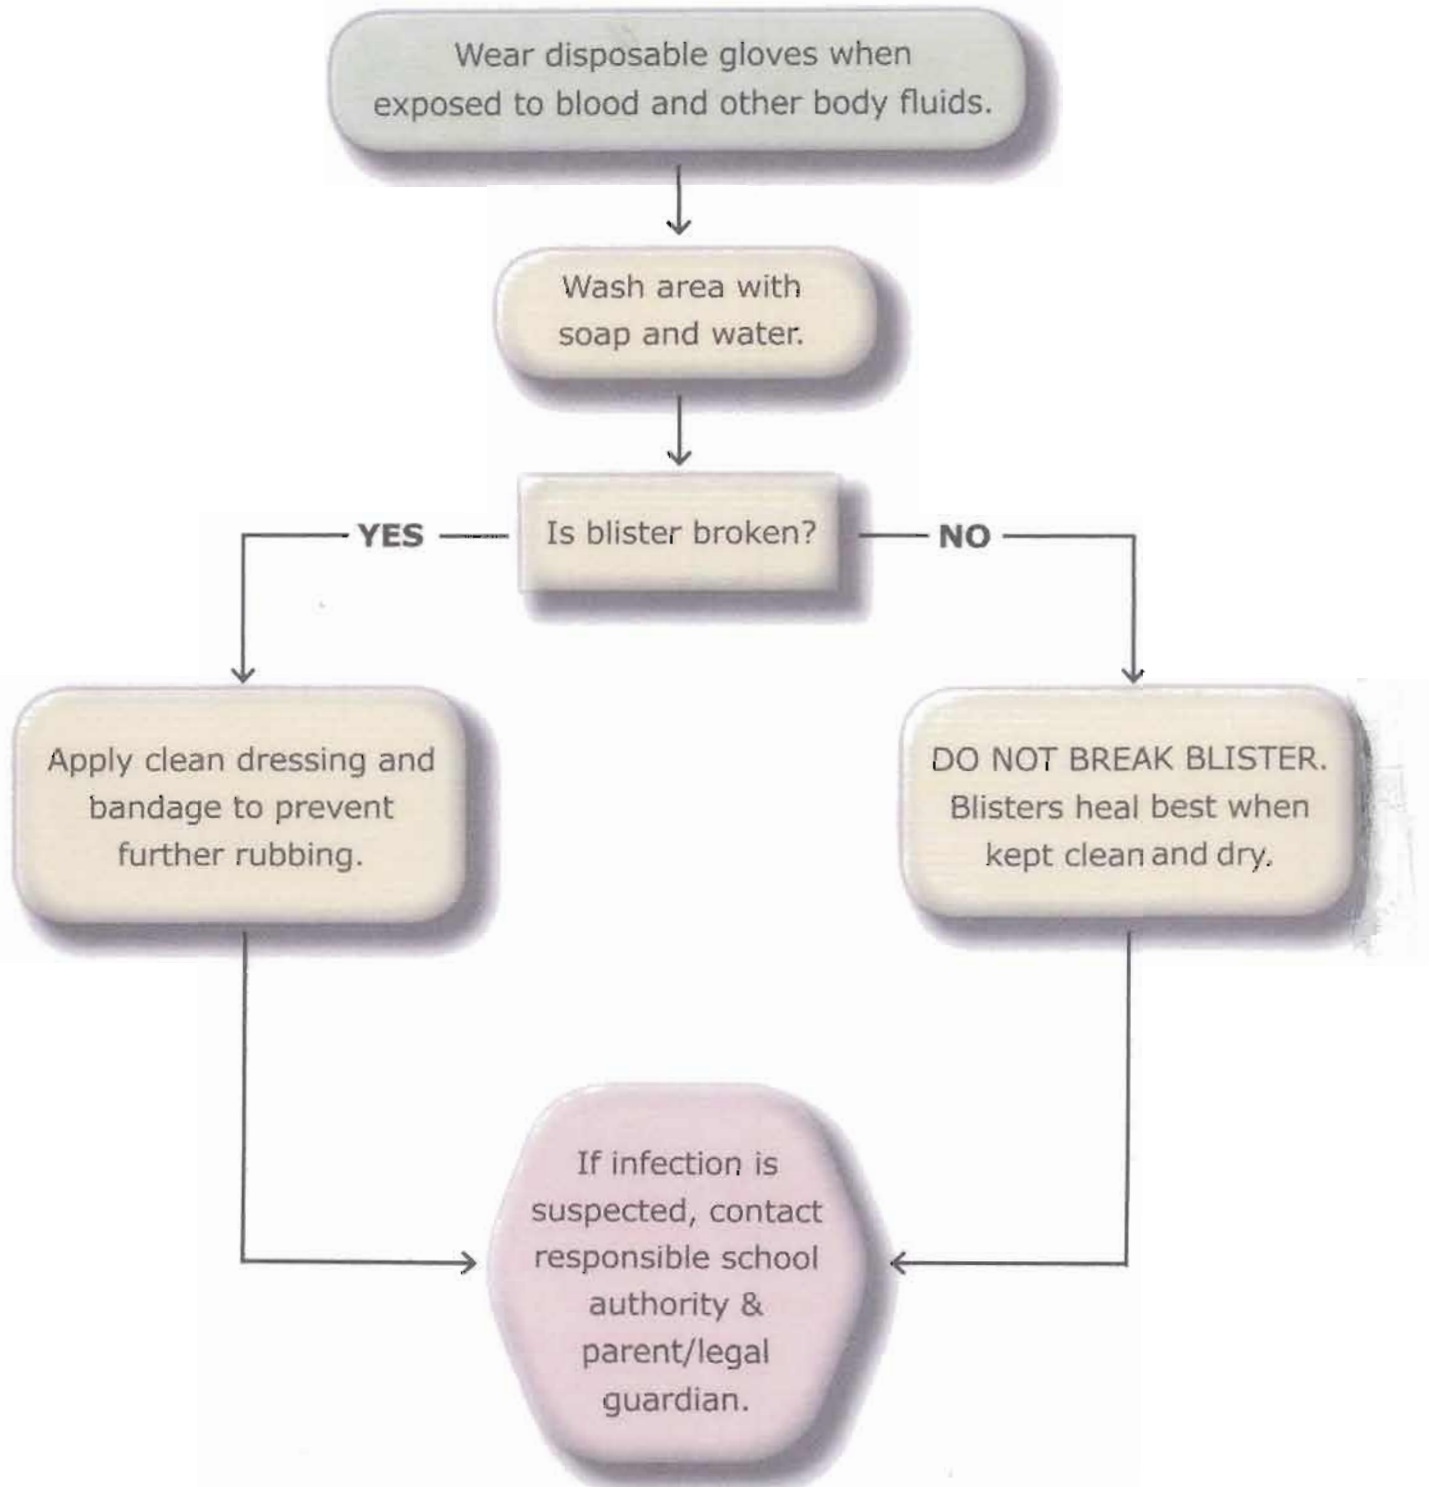 Wear disposable gloves when
exposed to blood and other body fluids.
Wash area with
soap and water.
Is blister broken?
YES
NO
Apply clean dressing and
bandage to prevent
further rubbing.
DO NOT BREAK BLISTER.
Blisters heal best when
kept clean and dry.
If infection is
suspected, contact
responsible school
authority &
parent/legal
guardian.